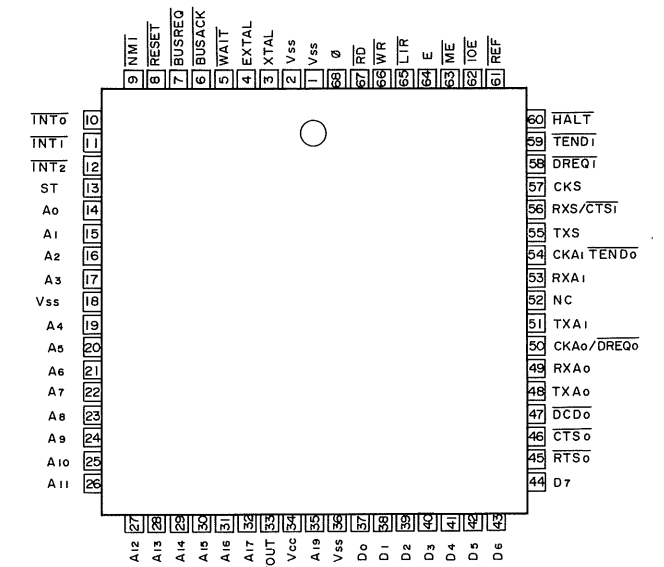 NMI
RESET
BUSREQ
BUSACK
WAIT
EXTAL
XTAL
Vss
Vss
Ø
RD
WR
LIR
E
ME
IOE
REF
9 8 7 6 5 4 3 2 1 68 67 66 65 64 63 62 61
INT0 10
INT1 11
INT2 12
ST 13
A0 14
A1 15
A2 16
A3 17
Vss 18
A4 19
A5 20
A6 21
A7 22
A8 23
A9 24
A10 25
A11 26
60 HALT
59 TEND1
58 DREQ1
57 CKS
56 RXS/CTS1
55 TXS
54 CKA1 TEND0
53 RXA1
52 NC
51 TXA1
50 CKA0/DREQ0
49 RXA0
48 TXA0
47 DCD0
46 CTS0
45 RTS0
44 D7
27 28 29 30 31 32 33 34 35 36 37 38 39 40 41 42 43
A12
A13
A14
A15
A16
A17
OUT
Vcc
A19
Vss
D0
D1
D2
D3
D4
D5
D6